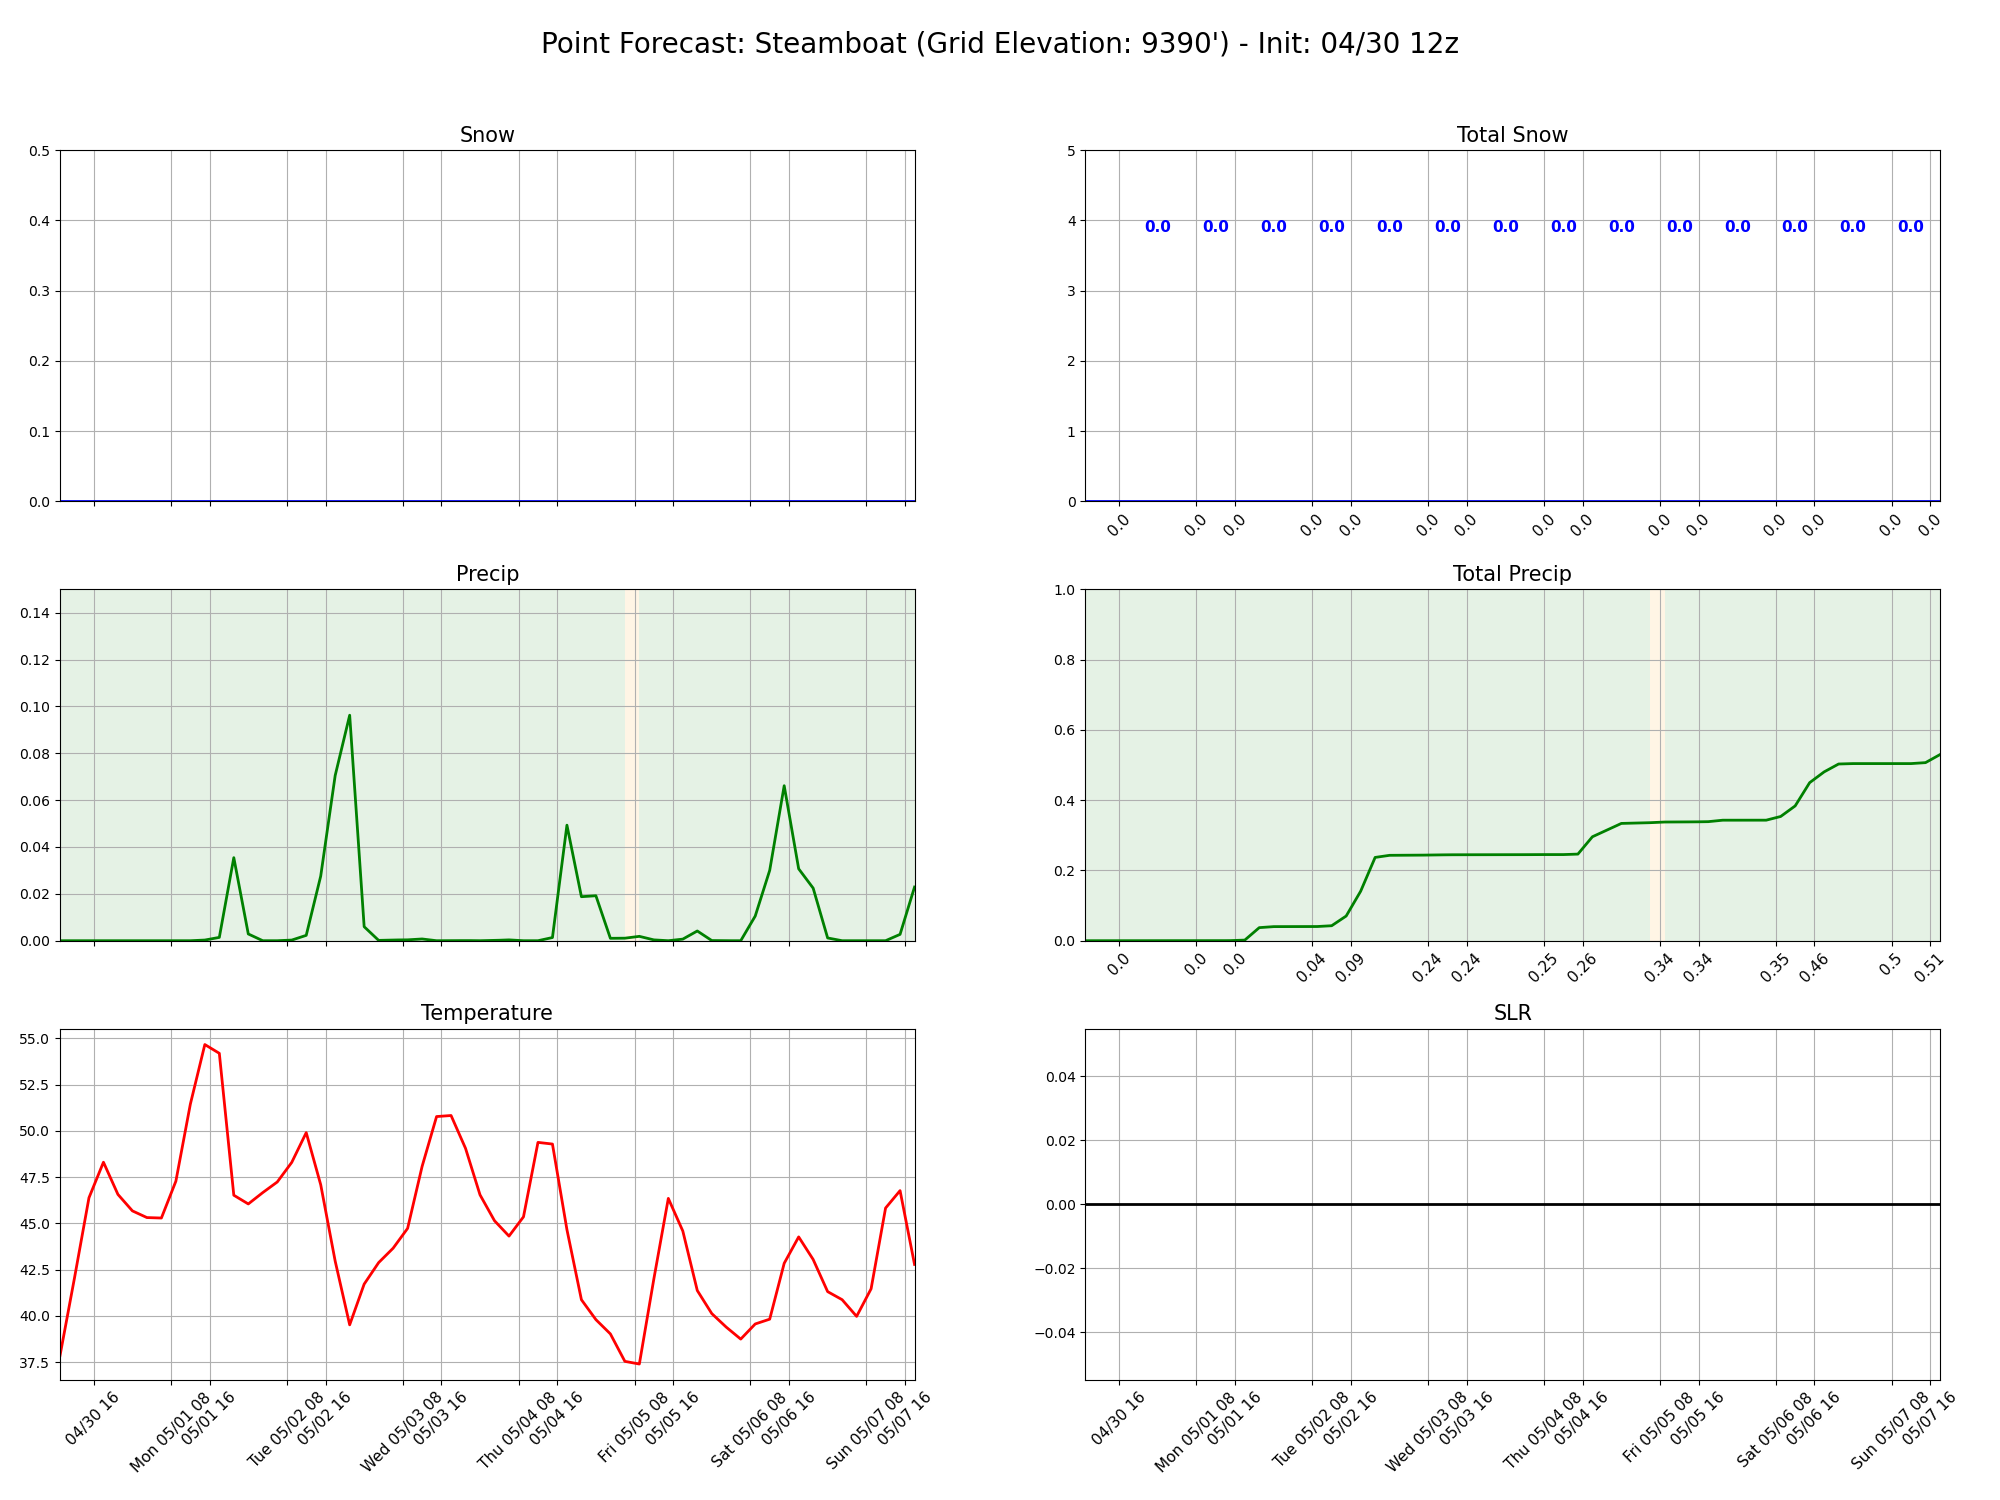 Point Forecast: Steamboat (Grid Elevation: 9390') - Init: 04/30 12z
Snow
0.5
0.4
0.3
0.2
0.1
0.0
Total Snow
5
4
3
2
1
0
0.0 0.0 0.0 0.0 0.0 0.0 0.0 0.0 0.0 0.0 0.0 0.0 0.0 0.0
0.0 0.0 0.0 0.0 0.0 0.0 0.0 0.0 0.0 0.0 0.0 0.0 0.0 0.0 0.0
Precip
0.14
0.12
0.10
0.08
0.06
0.04
0.02
0.00
Total Precip
1.0
0.8
0.6
0.4
0.2
0.0
0.0 0.0 0.0 0.04 0.09 0.24 0.24 0.25 0.26 0.34 0.34 0.35 0.46 0.5 0.51
Temperature
55.0
52.5
50.0
47.5
45.0
42.5
40.0
37.5
04/30 16
Mon 05/01 08
05/01 16
Tue 05/02 08
05/02 16
Wed 05/03 08
05/03 16
Thu 05/04 08
05/04 16
Fri 05/05 08
05/05 16
Sat 05/06 08
05/06 16
Sun 05/07 08
05/07 16
SLR
0.04
0.02
0.00
−0.02
−0.04
04/30 16
Mon 05/01 08
05/01 16
Tue 05/02 08
05/02 16
Wed 05/03 08
05/03 16
Thu 05/04 08
05/04 16
Fri 05/05 08
05/05 16
Sat 05/06 08
05/06 16
Sun 05/07 08
05/07 16